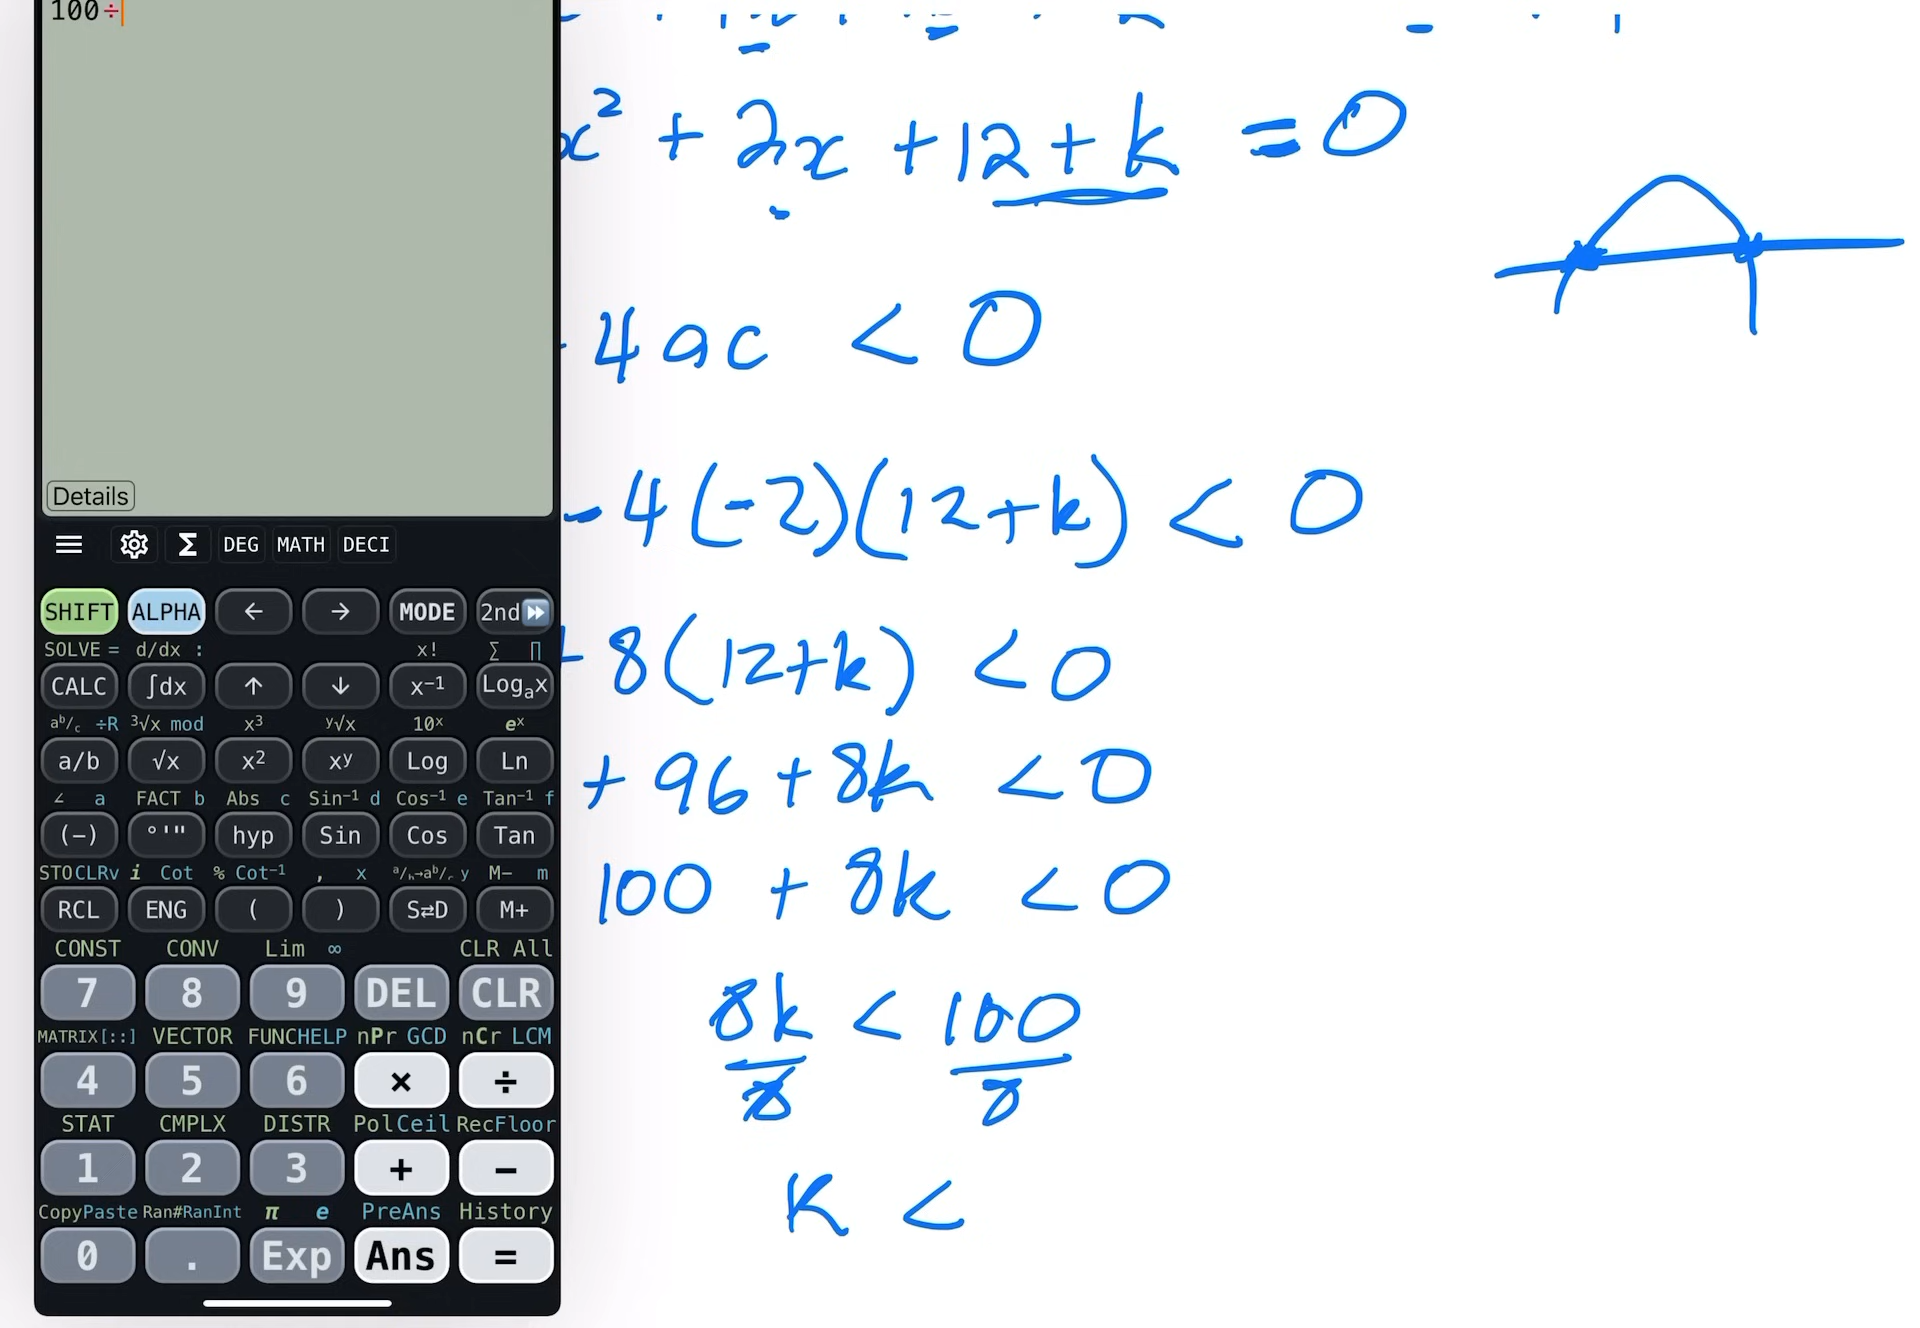 100÷
Details
DEG MATH DECI
SHIFT ALPHA ← → MODE 2nd
SOLVE = d/dx : x! ∑ ∏
CALC ∫dx ↑ ↓ x⁻¹ Logₐx
aᵇ/c ÷R ³√x mod x³ ʸ√x 10ˣ eˣ
a/b √x x² xʸ Log Ln
∠ a FACT b Abs c Sin⁻¹ d Cos⁻¹ e Tan⁻¹ f
(−) °'" hyp Sin Cos Tan
STO CLRv i Cot % Cot⁻¹ , x a/b→aᵇ/c y M− m
RCL ENG ( ) S⇄D M+
CONST CONV Lim ∞ CLR All
7 8 9 DEL CLR
MATRIX[::] VECTOR FUNC HELP nPr GCD nCr LCM
4 5 6 × ÷
STAT CMPLX DISTR Pol Ceil Rec Floor
1 2 3 + −
Copy Paste Ran# RanInt π e PreAns History
0 . Exp Ans =
x² + 2x + 12 + k = 0
4ac < 0
-4(-2)(12+k) < 0
8(12+k) < 0
+ 96 + 8k < 0
100 + 8k < 0
8k < 100
8 8
K <